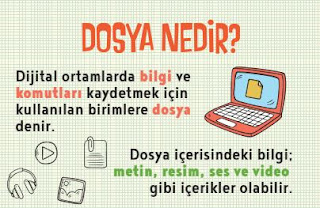 DOSYA NEDİR?
Dijital ortamlarda bilgi ve
komutları kaydetmek için
kullanılan birimlere dosya
denir.
Dosya içerisindeki bilgi;
metin, resim, ses ve video
gibi içerikler olabilir.